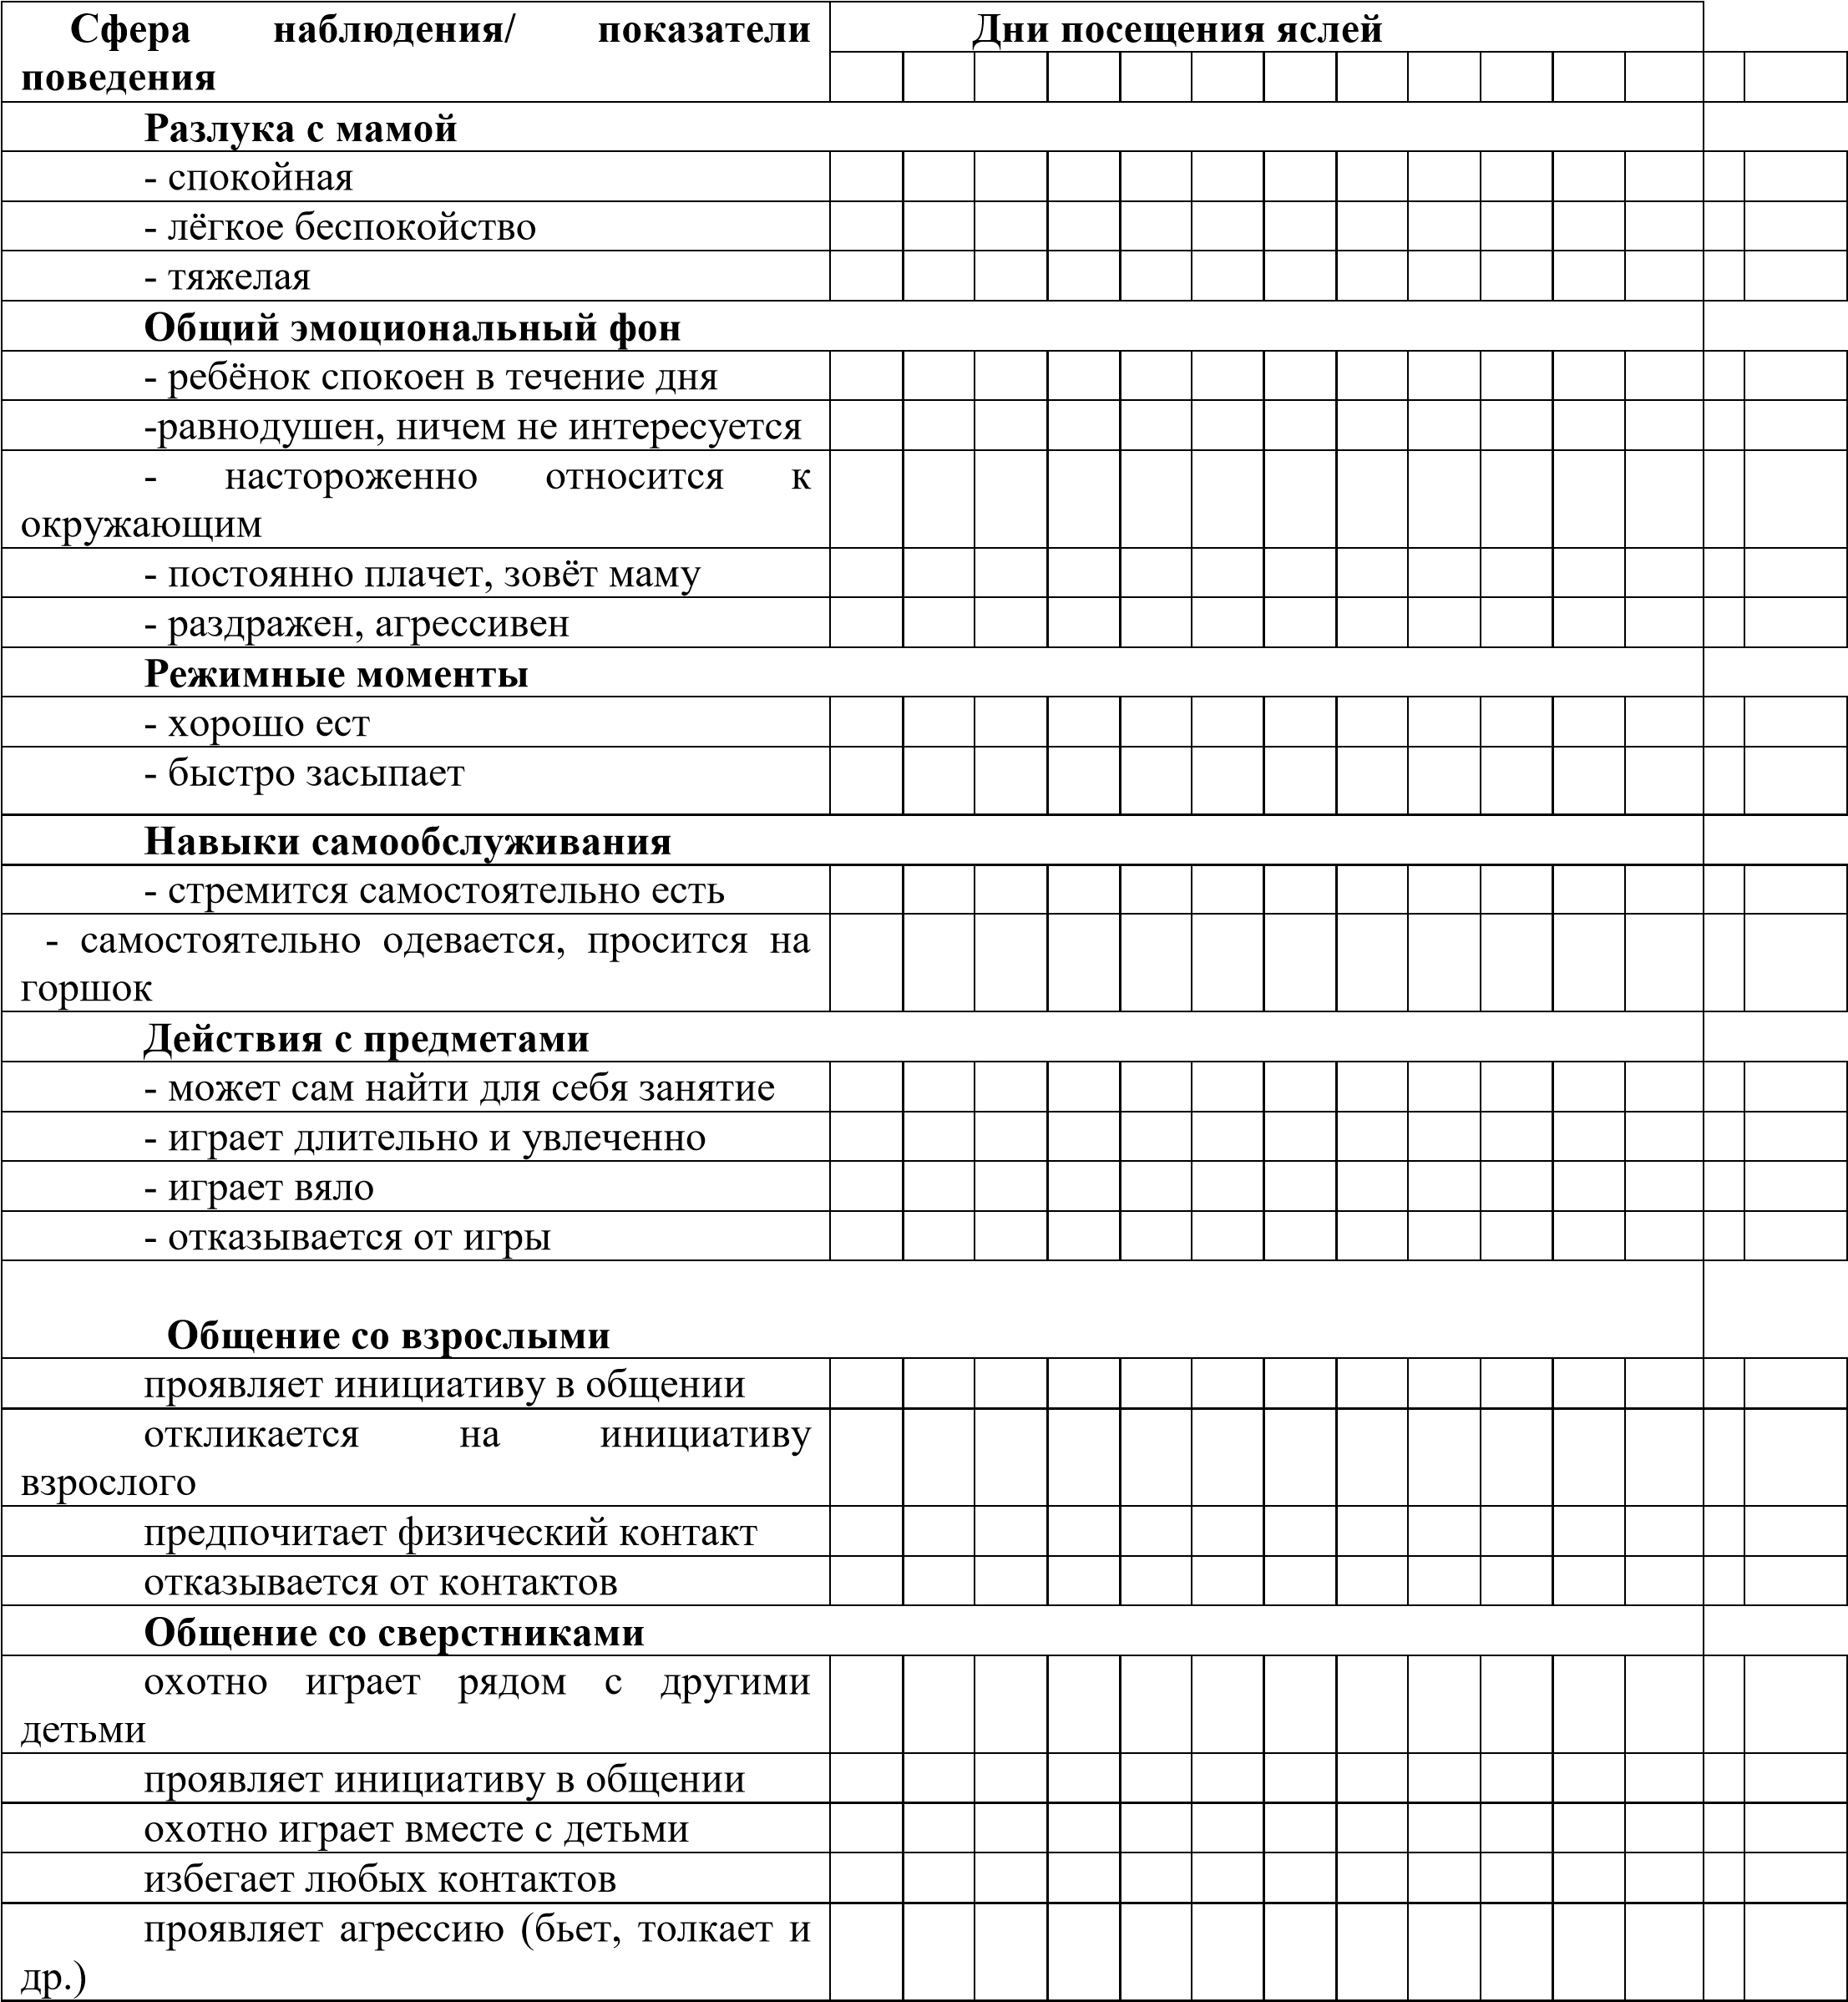 Сфера наблюдения/ показатели
поведения
Дни посещения яслей
Разлука с мамой
- спокойная
- лёгкое беспокойство
- тяжелая
Общий эмоциональный фон
- ребёнок спокоен в течение дня
-равнодушен, ничем не интересуется
- настороженно относится к
окружающим
- постоянно плачет, зовёт маму
- раздражен, агрессивен
Режимные моменты
- хорошо ест
- быстро засыпает
Навыки самообслуживания
- стремится самостоятельно есть
- самостоятельно одевается, просится на
горшок
Действия с предметами
- может сам найти для себя занятие
- играет длительно и увлеченно
- играет вяло
- отказывается от игры
Общение со взрослыми
проявляет инициативу в общении
откликается на инициативу
взрослого
предпочитает физический контакт
отказывается от контактов
Общение со сверстниками
охотно играет рядом с другими
детьми
проявляет инициативу в общении
охотно играет вместе с детьми
избегает любых контактов
проявляет агрессию (бьет, толкает и
др.)